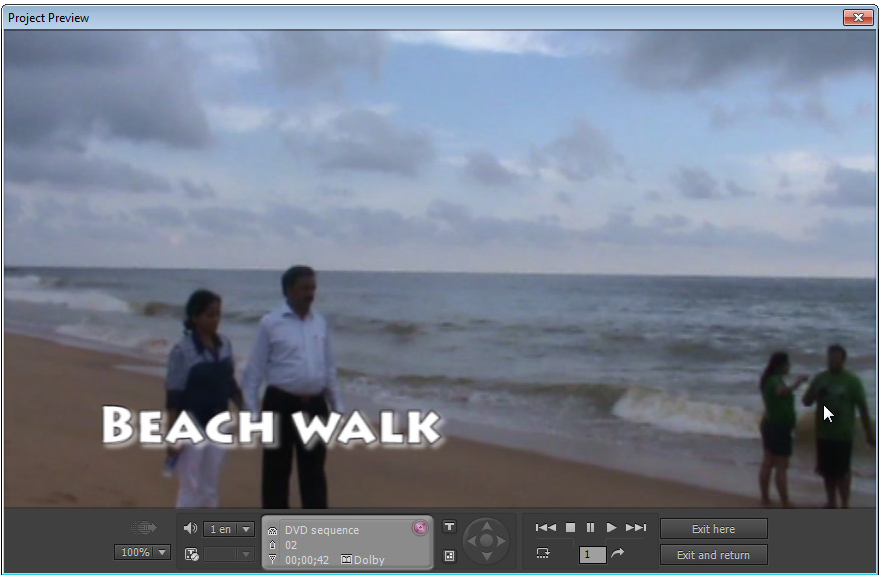 Project Preview
BEACH WALK
1 en
DVD sequence
02
100%
00;00;42
Dolby
1
Exit here
Exit and return